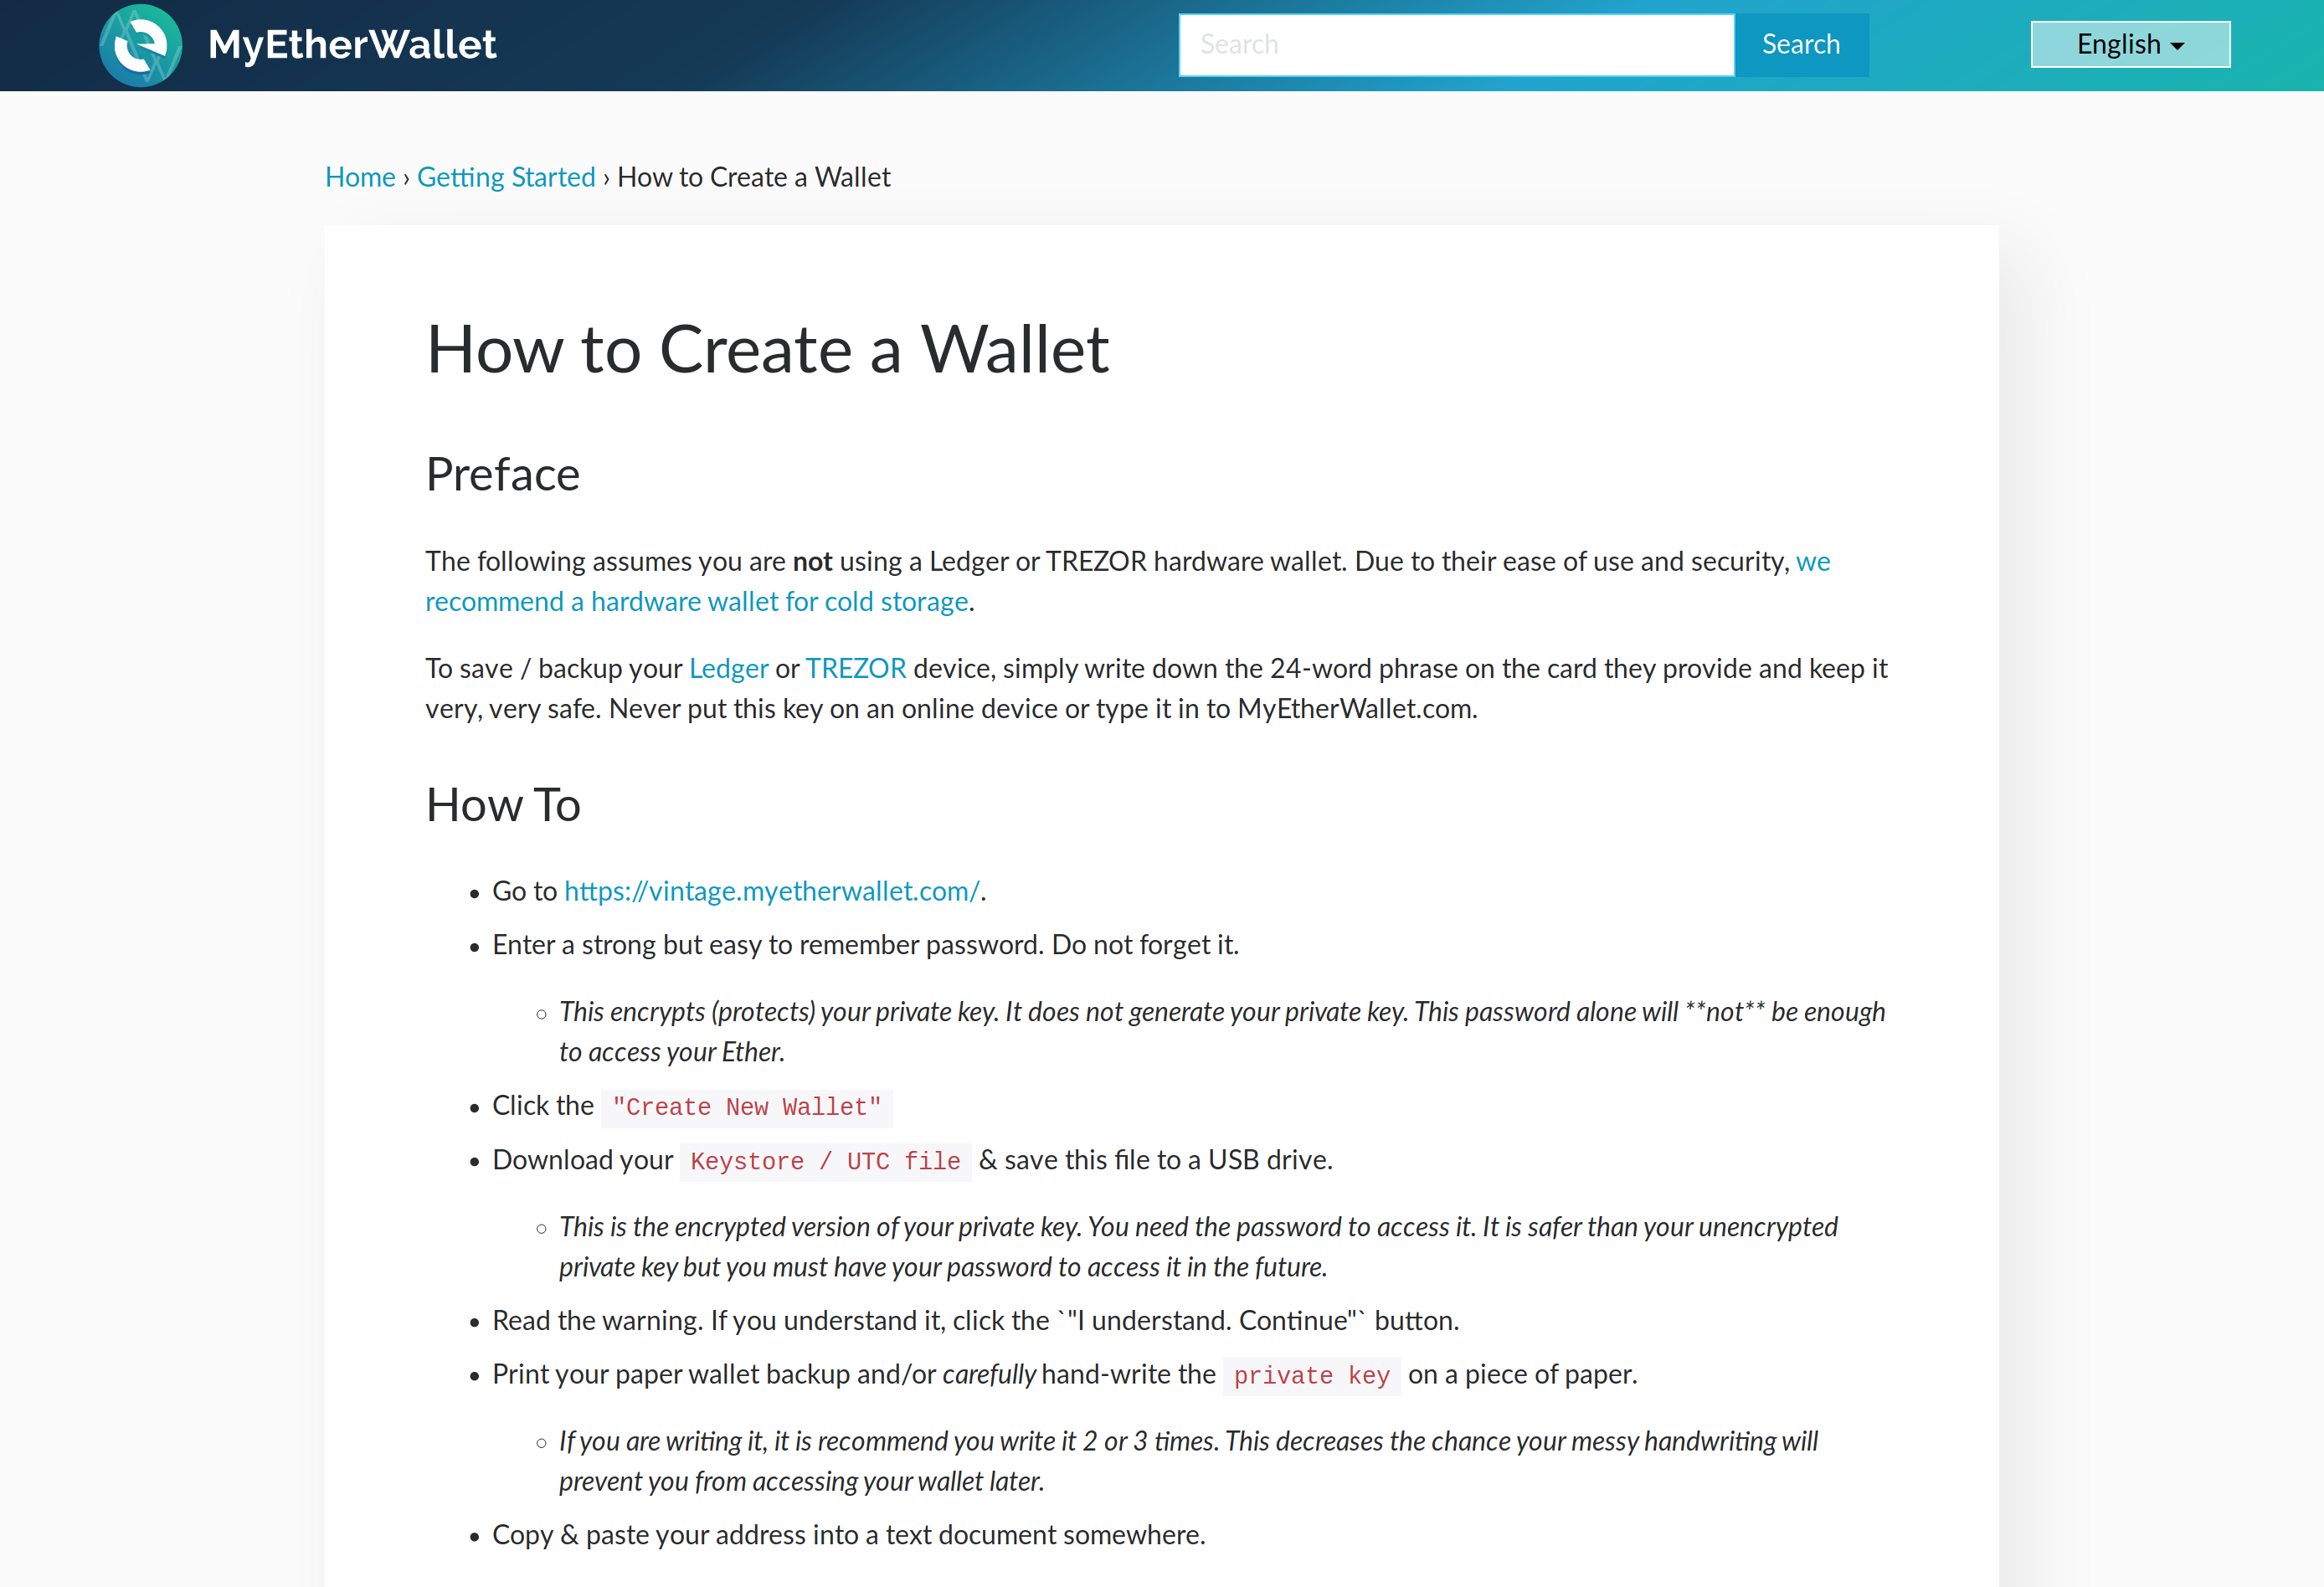 MyEtherWallet
Search
Search
English
Home › Getting Started › How to Create a Wallet
How to Create a Wallet
Preface
The following assumes you are not using a Ledger or TREZOR hardware wallet. Due to their ease of use and security, we
recommend a hardware wallet for cold storage.
To save / backup your Ledger or TREZOR device, simply write down the 24-word phrase on the card they provide and keep it
very, very safe. Never put this key on an online device or type it in to MyEtherWallet.com.
How To
• Go to https://vintage.myetherwallet.com/.
• Enter a strong but easy to remember password. Do not forget it.
◦ This encrypts (protects) your private key. It does not generate your private key. This password alone will **not** be enough
to access your Ether.
• Click the "Create New Wallet"
• Download your Keystore / UTC file & save this file to a USB drive.
◦ This is the encrypted version of your private key. You need the password to access it. It is safer than your unencrypted
private key but you must have your password to access it in the future.
• Read the warning. If you understand it, click the `"I understand. Continue"` button.
• Print your paper wallet backup and/or carefully hand-write the private key on a piece of paper.
◦ If you are writing it, it is recommend you write it 2 or 3 times. This decreases the chance your messy handwriting will
prevent you from accessing your wallet later.
• Copy & paste your address into a text document somewhere.